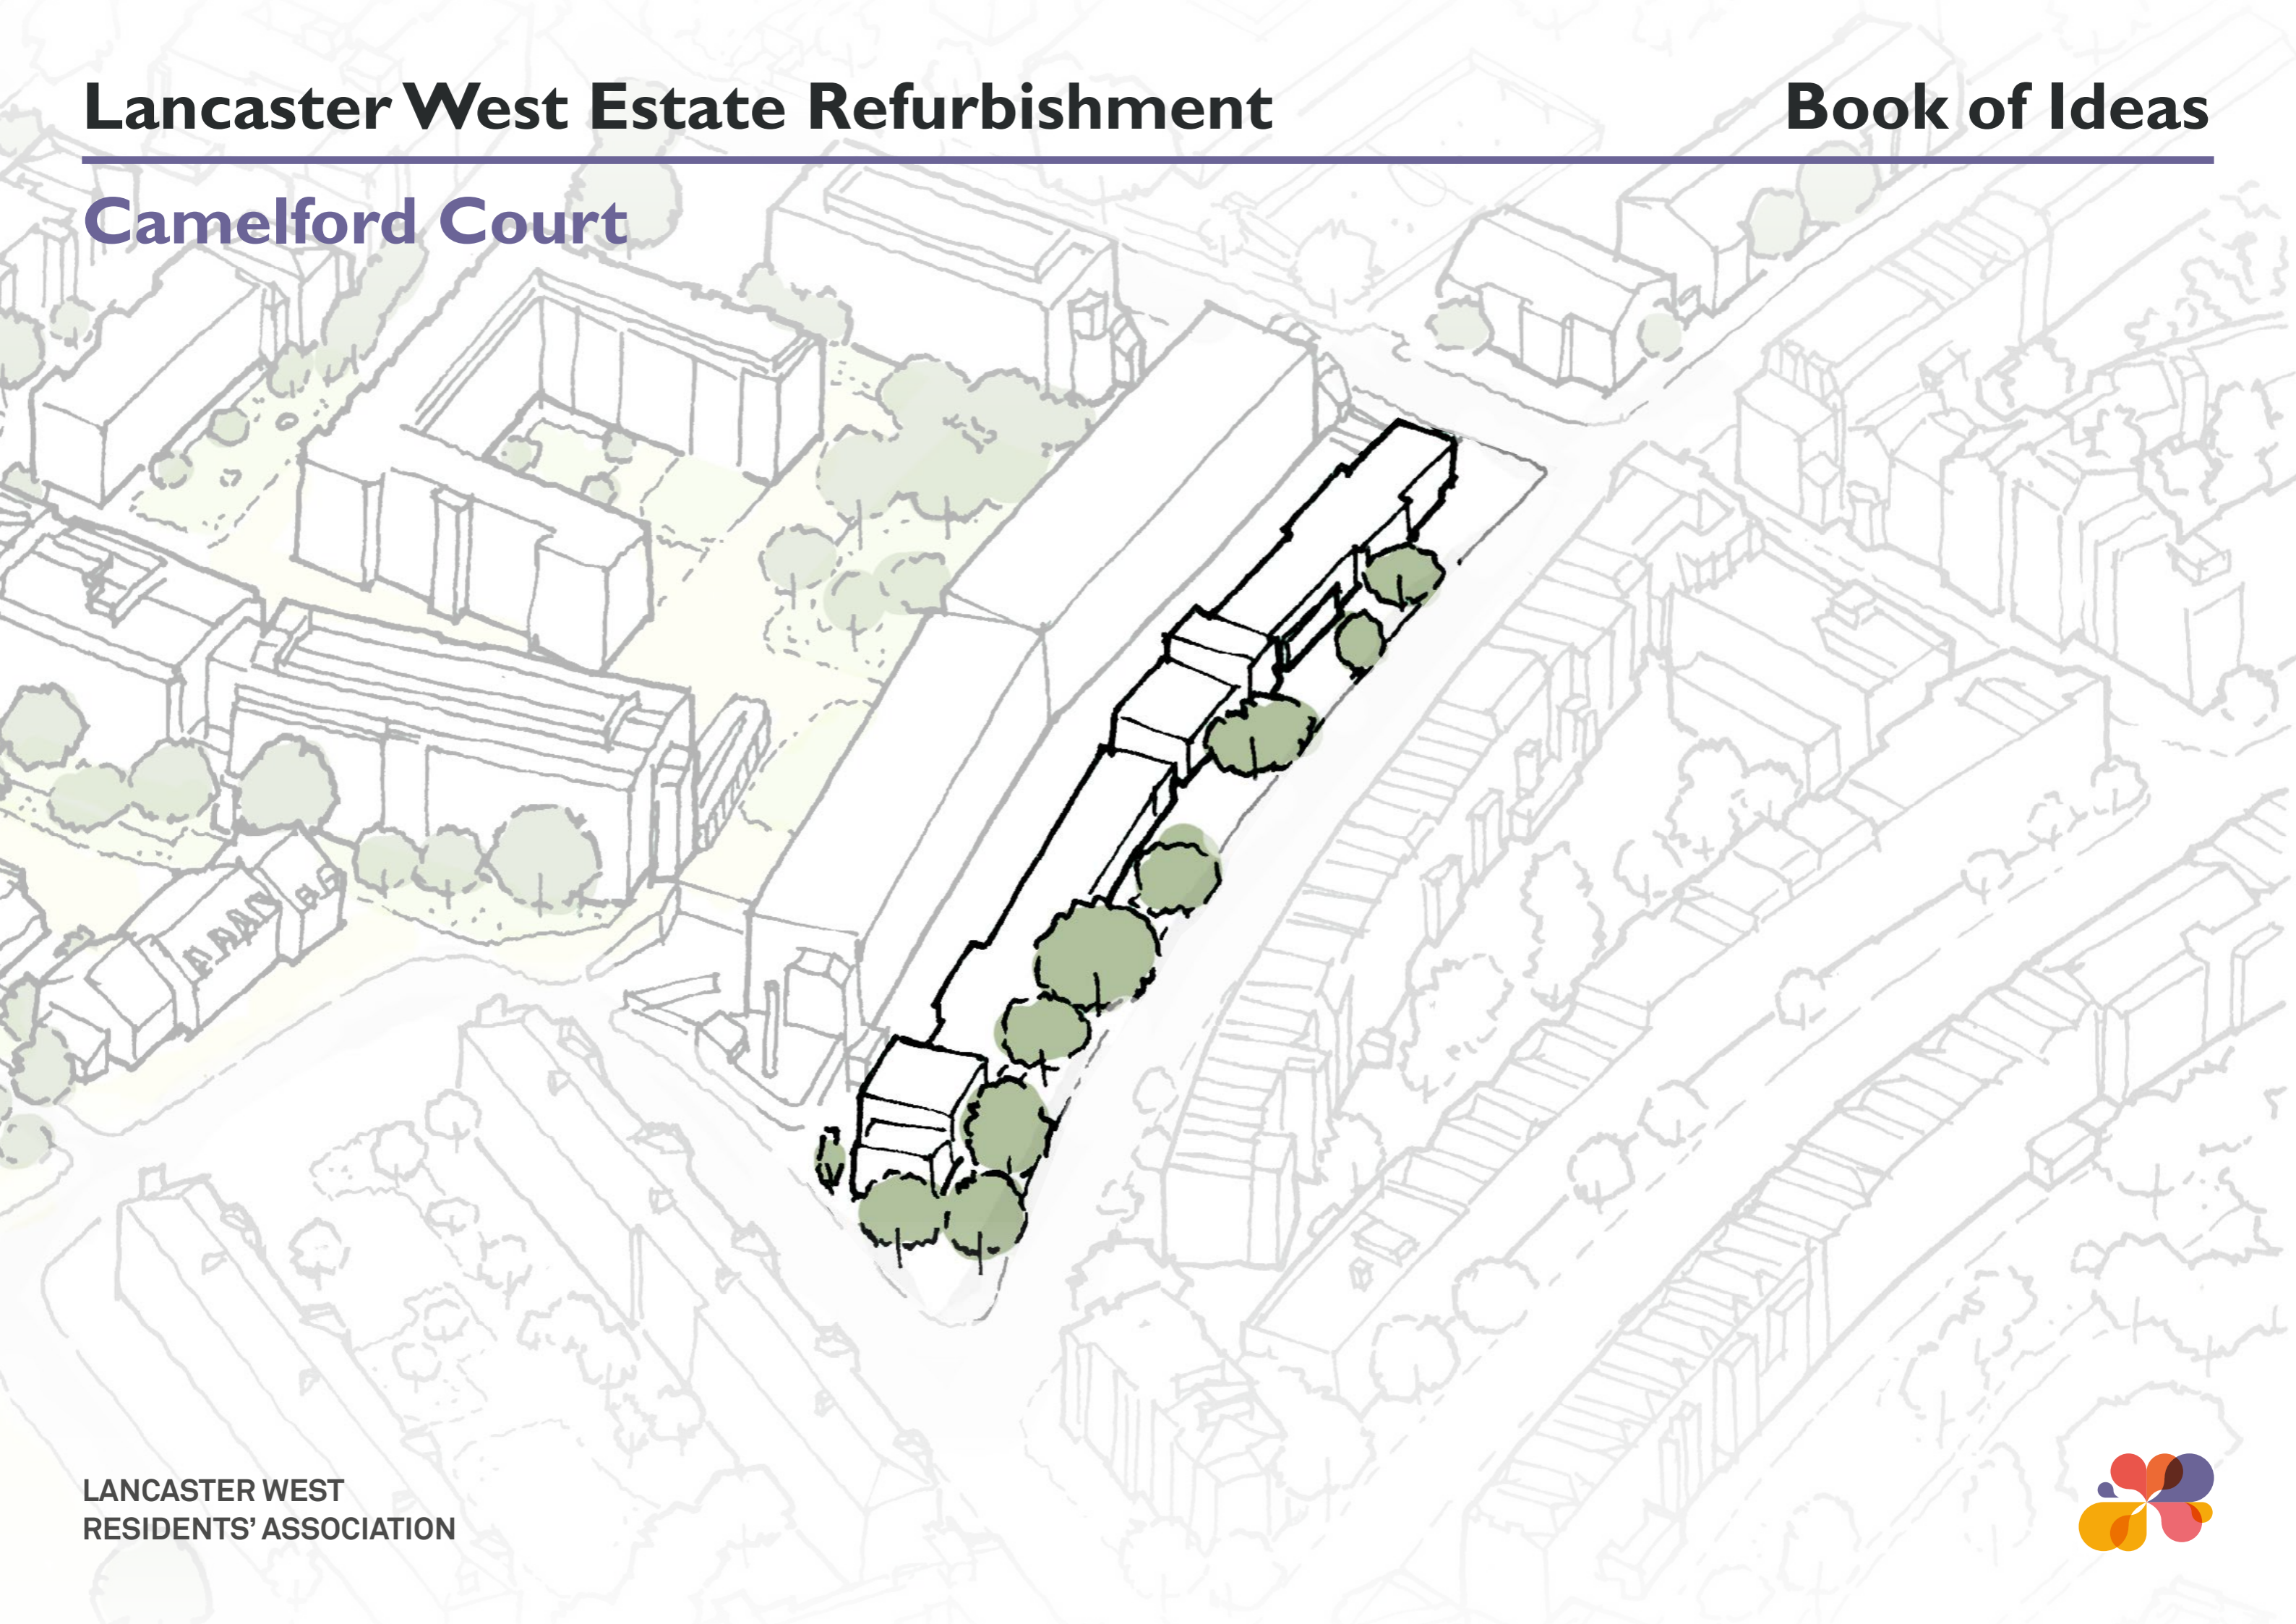 Lancaster West Estate Refurbishment
Book of Ideas
Camelford Court
LANCASTER WEST
RESIDENTS’ ASSOCIATION